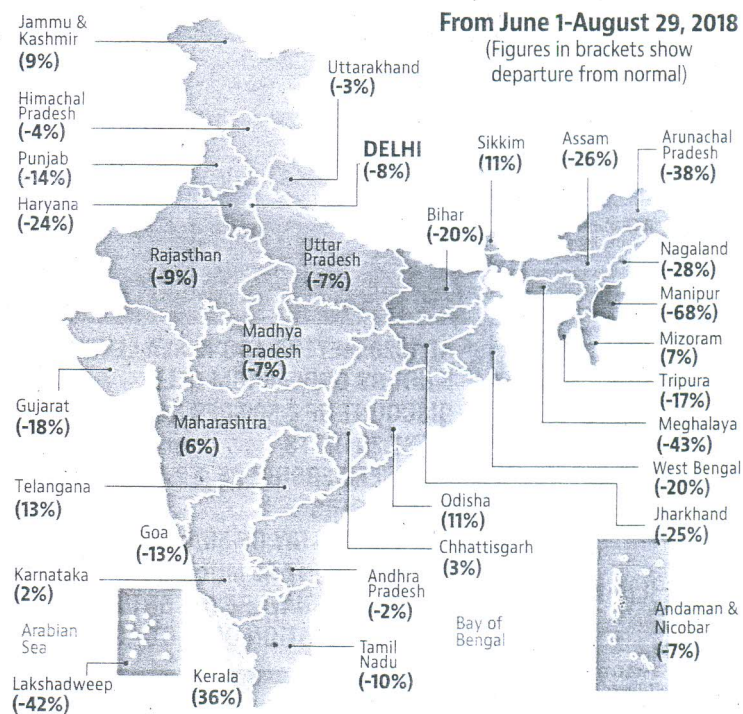 From June 1-August 29, 2018
(Figures in brackets show
departure from normal)
Jammu &
Kashmir
(9%)
Himachal
Pradesh
(-4%)
Punjab
(-14%)
Haryana
(-24%)
Uttarakhand
(-3%)
DELHI
(-8%)
Sikkim
(11%)
Assam
(-26%)
Arunachal
Pradesh
(-38%)
Bihar
(-20%)
Rajasthan
(-9%)
Uttar
Pradesh
(-7%)
Nagaland
(-28%)
Manipur
(-68%)
Mizoram
(7%)
Tripura
(-17%)
Meghalaya
(-43%)
West Bengal
(-20%)
Jharkhand
(-25%)
Madhya
Pradesh
(-7%)
Gujarat
(-18%)
Maharashtra
(6%)
Telangana
(13%)
Odisha
(11%)
Goa
(-13%)
Chhattisgarh
(3%)
Karnataka
(2%)
Andhra
Pradesh
(-2%)
Arabian
Sea
Bay of
Bengal
Andaman &
Nicobar
(-7%)
Tamil
Nadu
(-10%)
Lakshadweep
(-42%)
Kerala
(36%)